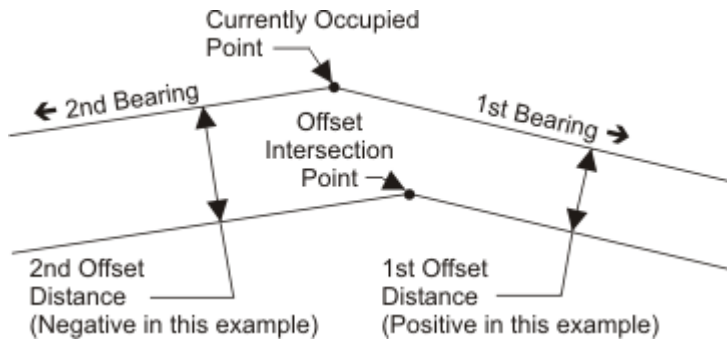 Currently Occupied
Point
← 2nd Bearing
1st Bearing →
Offset
Intersection
Point
2nd Offset
Distance
(Negative in this example)
1st Offset
Distance
(Positive in this example)